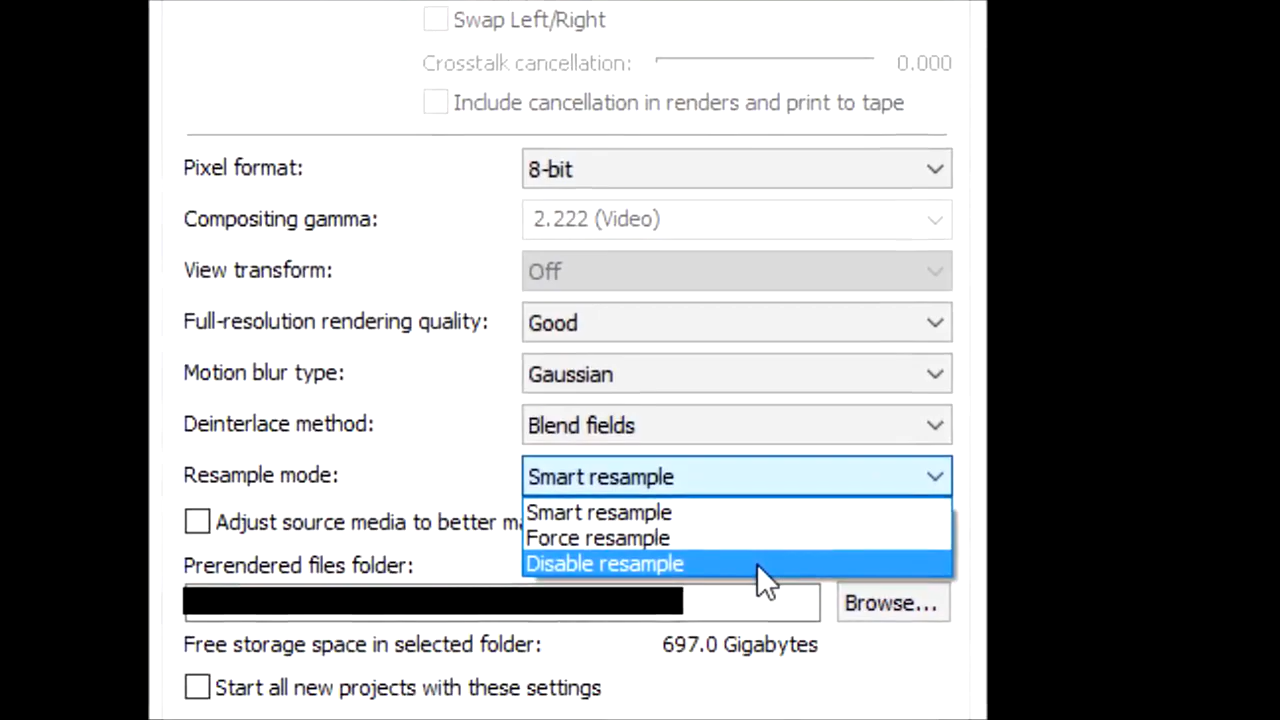 Swap Left/Right
Crosstalk cancellation: 0.000
Include cancellation in renders and print to tape
Pixel format: 8-bit
Compositing gamma: 2.222 (Video)
View transform: Off
Full-resolution rendering quality: Good
Motion blur type: Gaussian
Deinterlace method: Blend fields
Resample mode: Smart resample
Smart resample
Adjust source media to better
Force resample
Disable resample
Prerendered files folder:
Browse...
Free storage space in selected folder: 697.0 Gigabytes
Start all new projects with these settings